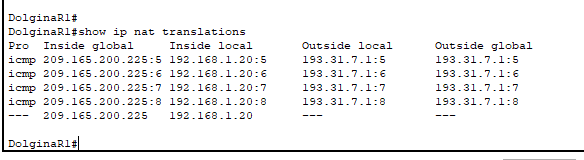 DolginaR1#
DolginaR1#show ip nat translations
Pro  Inside global     Inside local       Outside local      Outside global
icmp 209.165.200.225:5 192.168.1.20:5     193.31.7.1:5       193.31.7.1:5
icmp 209.165.200.225:6 192.168.1.20:6     193.31.7.1:6       193.31.7.1:6
icmp 209.165.200.225:7 192.168.1.20:7     193.31.7.1:7       193.31.7.1:7
icmp 209.165.200.225:8 192.168.1.20:8     193.31.7.1:8       193.31.7.1:8
---  209.165.200.225   192.168.1.20       ---                ---
DolginaR1#